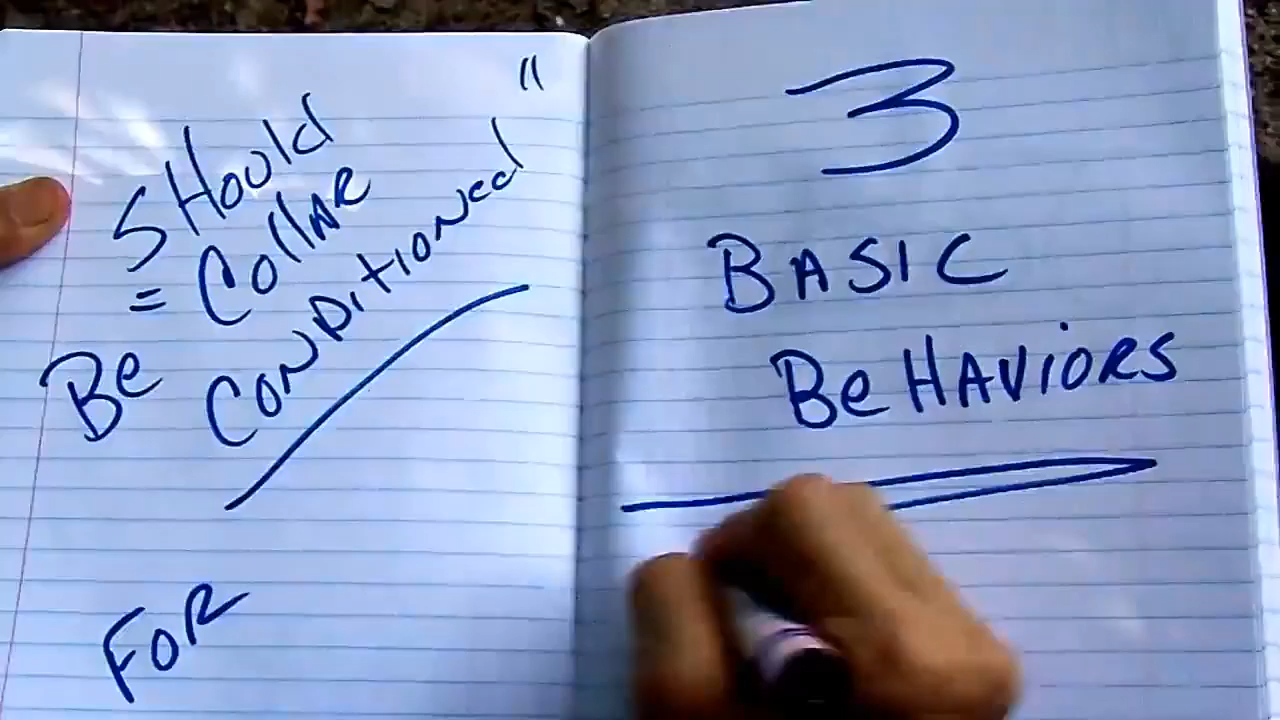 "
SHould
= CollAR
Be CONDITIONed
FOR
3
BASIC
BeHAViORS